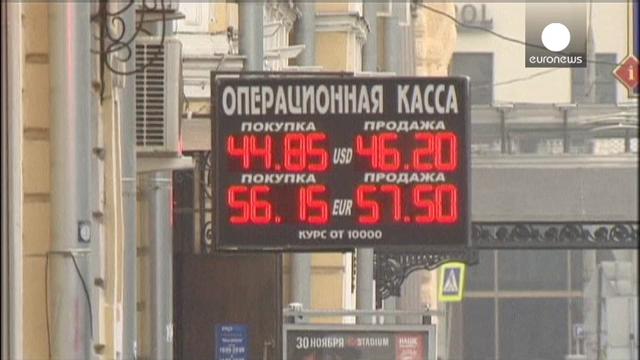 OL
euronews
ОПЕРАЦИОННАЯ КАССА
ПОКУПКА ПРОДАЖА
44.85 USD 46.20
ПОКУПКА ПРОДАЖА
56.15 EUR 57.50
КУРС ОТ 10000
30 НОЯБРЯ STADIUM